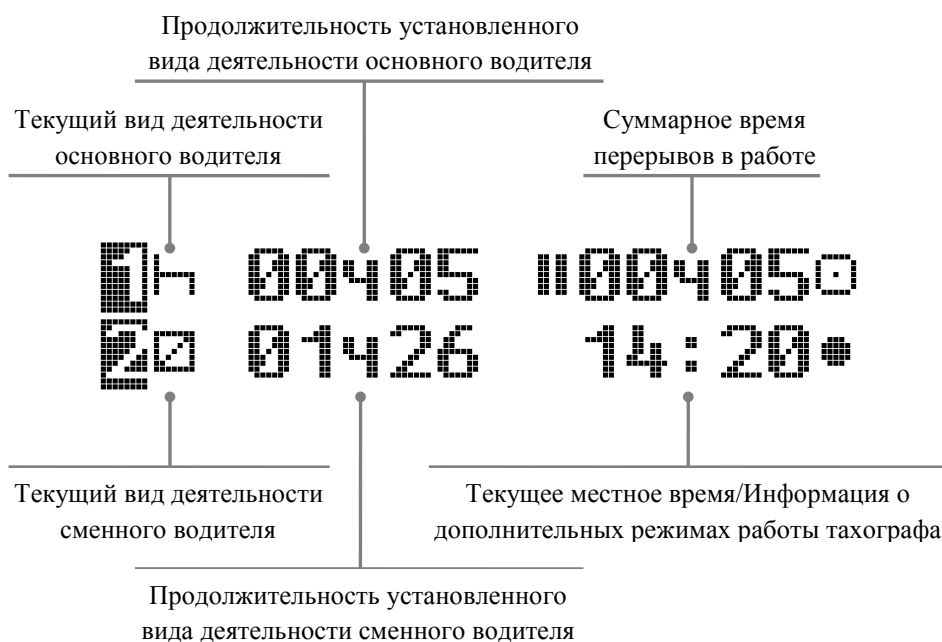 Продолжительность установленного
вида деятельности основного водителя
Текущий вид деятельности
основного водителя
Суммарное время
перерывов в работе
1 00ч05 00ч05
2 01ч26 14:20
Текущий вид деятельности
сменного водителя
Текущее местное время/Информация о
дополнительных режимах работы тахографа
Продолжительность установленного
вида деятельности сменного водителя